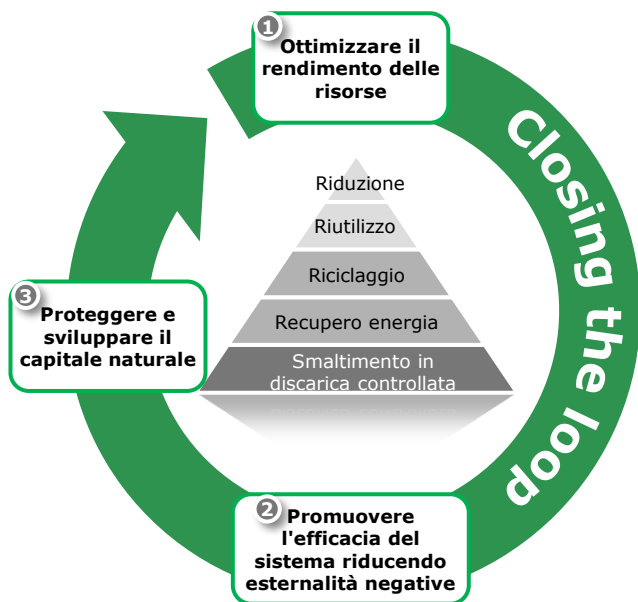 1
Ottimizzare il
rendimento delle
risorse
Closing the loop
Riduzione
Riutilizzo
Riciclaggio
Recupero energia
Smaltimento in
discarica controllata
3
Proteggere e
sviluppare il
capitale naturale
2
Promuovere
l'efficacia del
sistema riducendo
esternalità negative